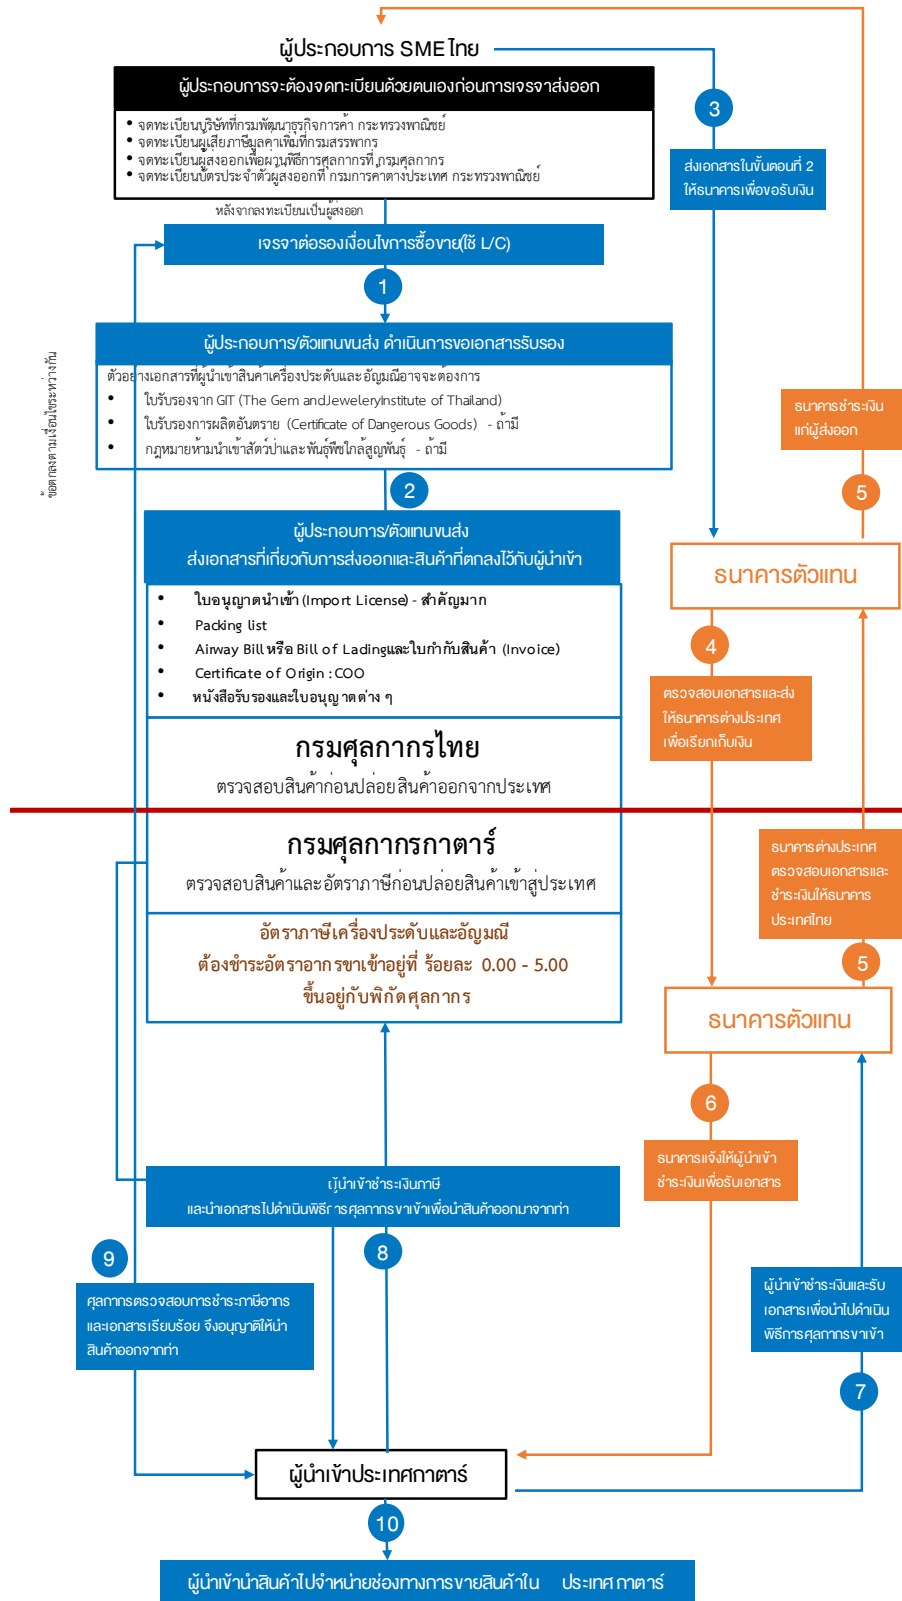 ผู้ประกอบการ SME ไทย
ผู้ประกอบการจะต้องจดทะเบียนด้วยตนเองก่อนการเจรจาส่งออก
• จดทะเบียนบริษัทที่กรมพัฒนาธุรกิจการค้า กระทรวงพาณิชย์
• จดทะเบียนผู้เสียภาษีมูลค่าเพิ่มที่กรมสรรพากร
• จดทะเบียนผู้ส่งออกเพื่อผ่านพิธีการศุลกากรที่ กรมศุลกากร
• จดทะเบียนบัตรประจำตัวผู้ส่งออกที่ กรมการค้าต่างประเทศ กระทรวงพาณิชย์
3
ส่งเอกสารในขั้นตอนที่ 2
ให้ธนาคารเพื่อขอรับเงิน
หลังจากลงทะเบียนเป็นผู้ส่งออก
เจรจาต่อรองเงื่อนไขการซื้อขาย(ใช้ L/C)
1
ผู้ประกอบการ/ตัวแทนขนส่ง ดำเนินการขอเอกสารรับรอง
ตัวอย่างเอกสารที่ผู้นำเข้าสินค้าเครื่องประดับและอัญมณีอาจจะต้องการ
• ใบรับรองจาก GIT (The Gem andJeweleryInstitute of Thailand)
• ใบรับรองการผลิตอันตราย (Certificate of Dangerous Goods) - ถ้ามี
• กฎหมายห้ามนำเข้าสัตว์ป่าและพันธุ์พืชใกล้สูญพันธุ์ - ถ้ามี
ธนาคารชำระเงิน
แก่ผู้ส่งออก
5
2
ผู้ประกอบการ/ตัวแทนขนส่ง
ส่งเอกสารที่เกี่ยวกับการส่งออกและสินค้าที่ตกลงไว้กับผู้นำเข้า
ธนาคารตัวแทน
• ใบอนุญาตนำเข้า (Import License) - สำคัญมาก
• Packing list
• Airway Bill หรือ Bill of Ladingและใบกำกับสินค้า (Invoice)
• Certificate of Origin : COO
• หนังสือรับรองและใบอนุญาตต่าง ๆ
4
ตรวจสอบเอกสารและส่ง
ให้ธนาคารต่างประเทศ
เพื่อเรียกเก็บเงิน
กรมศุลกากรไทย
ตรวจสอบสินค้าก่อนปล่อยสินค้าออกจากประเทศ
กรมศุลกากรกาตาร์
ตรวจสอบสินค้าและอัตราภาษีก่อนปล่อยสินค้าเข้าสู่ประเทศ
ธนาคารต่างประเทศ
ตรวจสอบเอกสารและ
ชำระเงินให้ธนาคาร
ประเทศไทย
5
อัตราภาษีเครื่องประดับและอัญมณี
ต้องชำระอัตราอากรขาเข้าอยู่ที่ ร้อยละ 0.00 - 5.00
ขึ้นอยู่กับพิกัดศุลกากร
ธนาคารตัวแทน
6
ธนาคารแจ้งให้ผู้นำเข้า
ชำระเงินเพื่อรับเอกสาร
ผู้นำเข้าชำระเงินภาษี
และนำเอกสารไปดำเนินพิธีการศุลกากรขาเข้าเพื่อนำสินค้าออกมาจากท่า
8
9
ศุลกากรตรวจสอบการชำระภาษีอากร
และเอกสารเรียบร้อย จึงอนุญาติให้นำ
สินค้าออกจากท่า
ผู้นำเข้าชำระเงินและรับ
เอกสารเพื่อนำไปดำเนิน
พิธีการศุลกากรขาเข้า
7
ผู้นำเข้าประเทศกาตาร์
10
ผู้นำเข้านำสินค้าไปจำหน่ายช่องทางการขายสินค้าใน ประเทศ กาตาร์